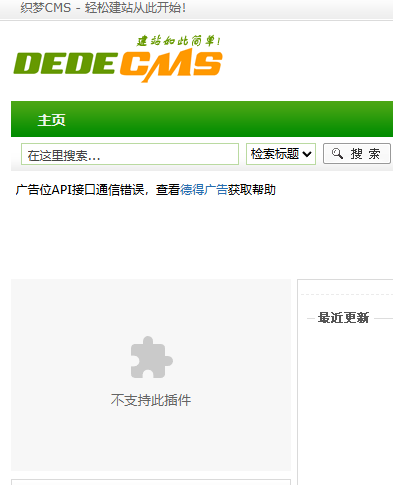 织梦CMS - 轻松建站从此开始！
建站如此简单！
DEDECMS
主页
在这里搜索...
检索标题
搜 索
广告位API接口通信错误，查看德得广告获取帮助
不支持此插件
最近更新